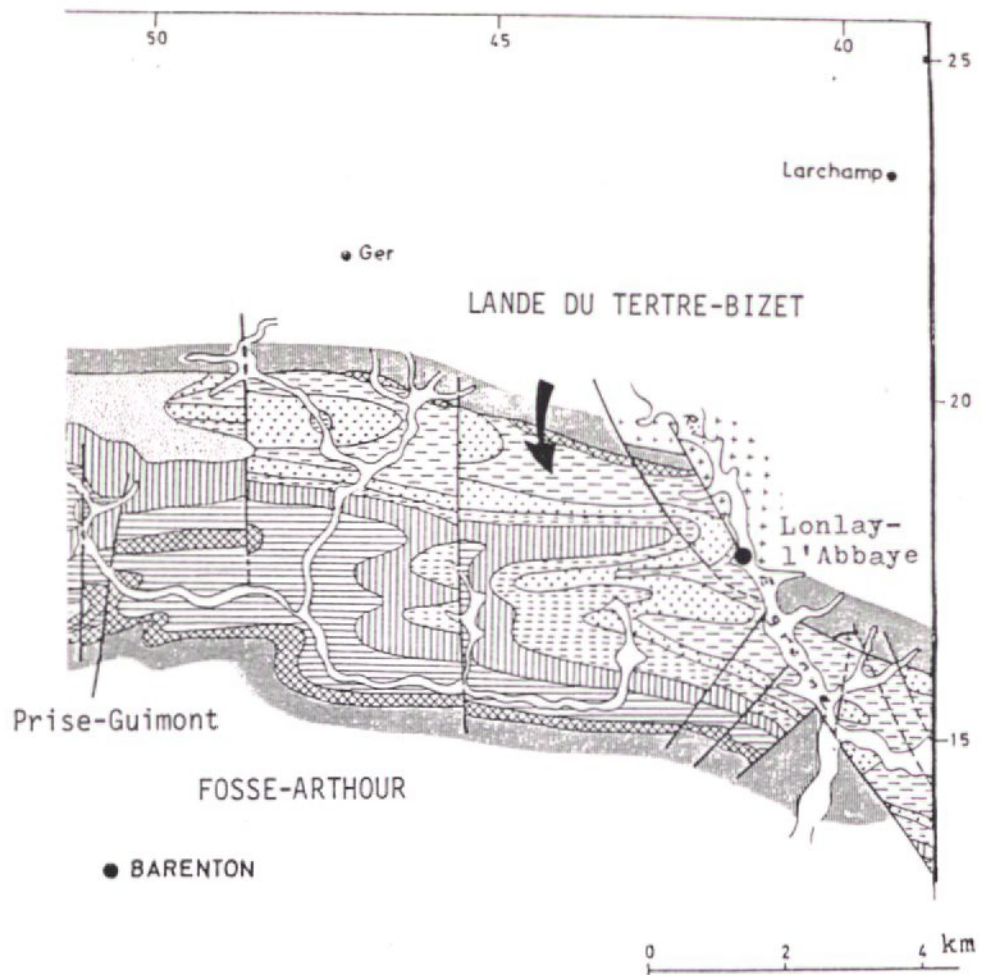 50 45 40
25
Larchamp
Ger
LANDE DU TERTRE-BIZET
20
Lonlay-
l'Abbaye
Prise-Guimont
15
FOSSE-ARTHOUR
BARENTON
0 2 4 km